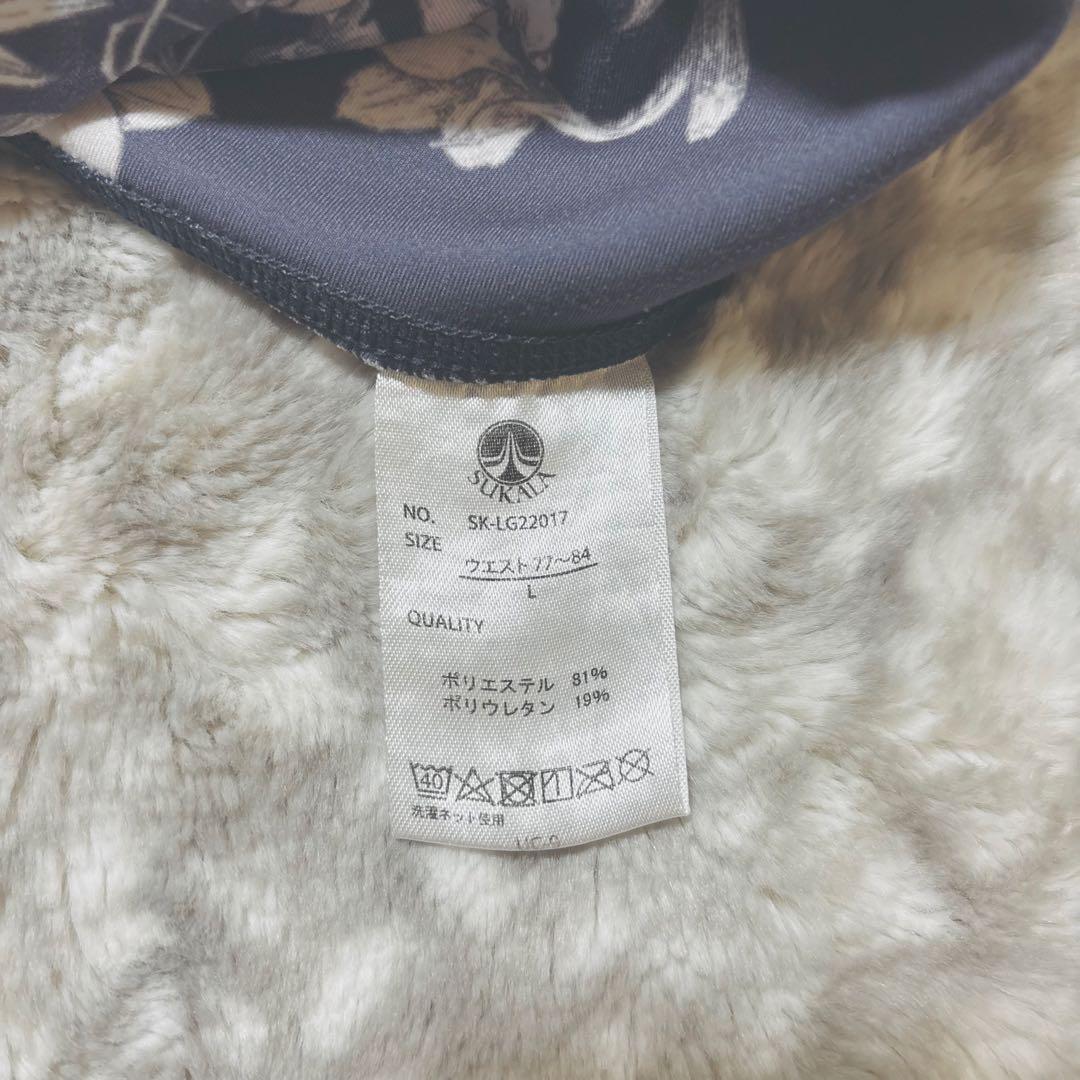 SUKALA
NO. SK-LG22017
SIZE ウエスト77～84
L
QUALITY
ポリエステル 81%
ポリウレタン 19%
40
洗濯ネット使用